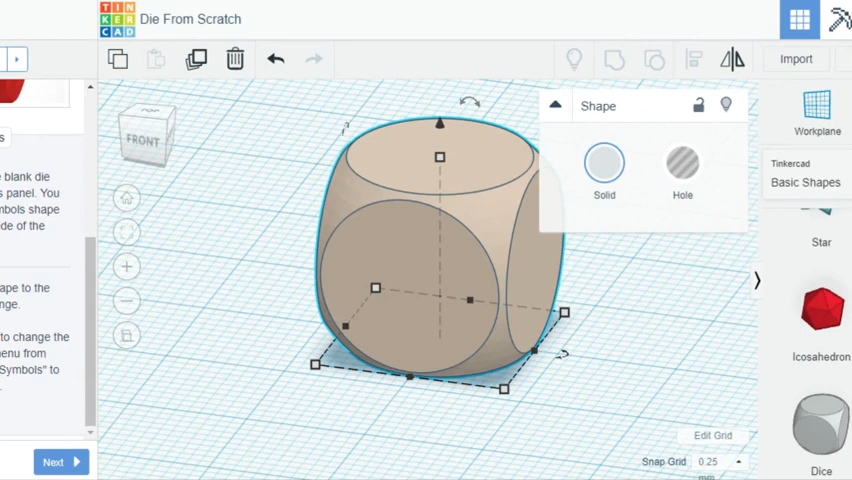 TIN
KER
CAD
Die From Scratch
Import
s
e blank die
s panel. You
mbols shape
de of the
ape to the
nge.
to change the
enu from
Symbols" to
.
Next
TOP
FRONT
Shape
Solid
Hole
Workplane
Tinkercad
Basic Shapes
Star
Icosahedron
Dice
Edit Grid
Snap Grid 0.25
mm